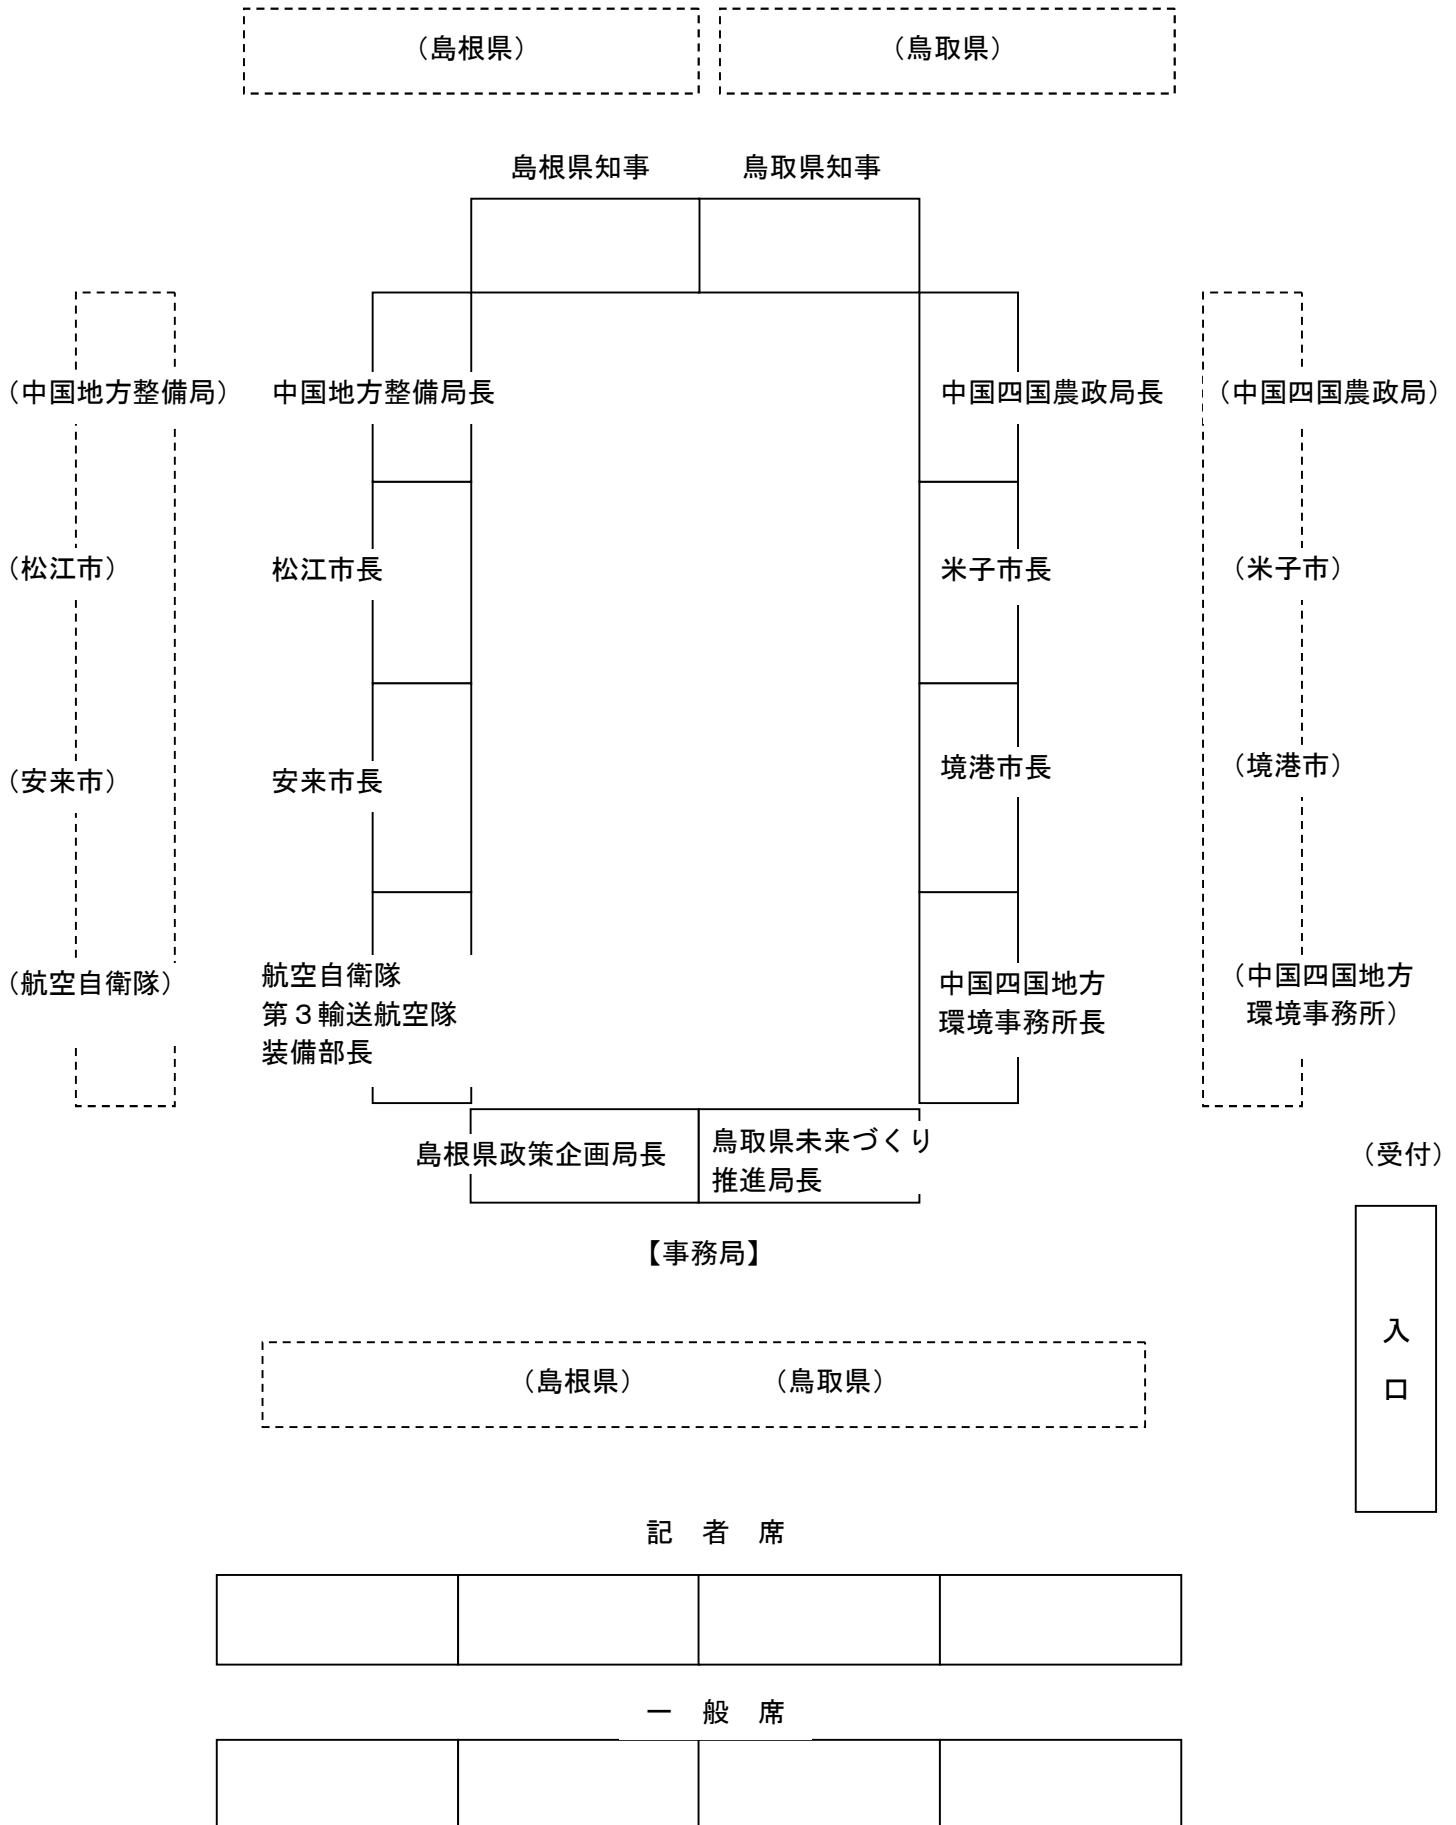 （島根県）
（鳥取県）
島根県知事
鳥取県知事
（中国地方整備局）
中国地方整備局長
中国四国農政局長
（中国四国農政局）
（松江市）
松江市長
米子市長
（米子市）
（安来市）
安来市長
境港市長
（境港市）
（航空自衛隊）
航空自衛隊
第３輸送航空隊
装備部長
中国四国地方
環境事務所長
（中国四国地方
環境事務所）
島根県政策企画局長
鳥取県未来づくり
推進局長
（受付）
【事務局】
入
口
（島根県）
（鳥取県）
記　者　席
一　般　席